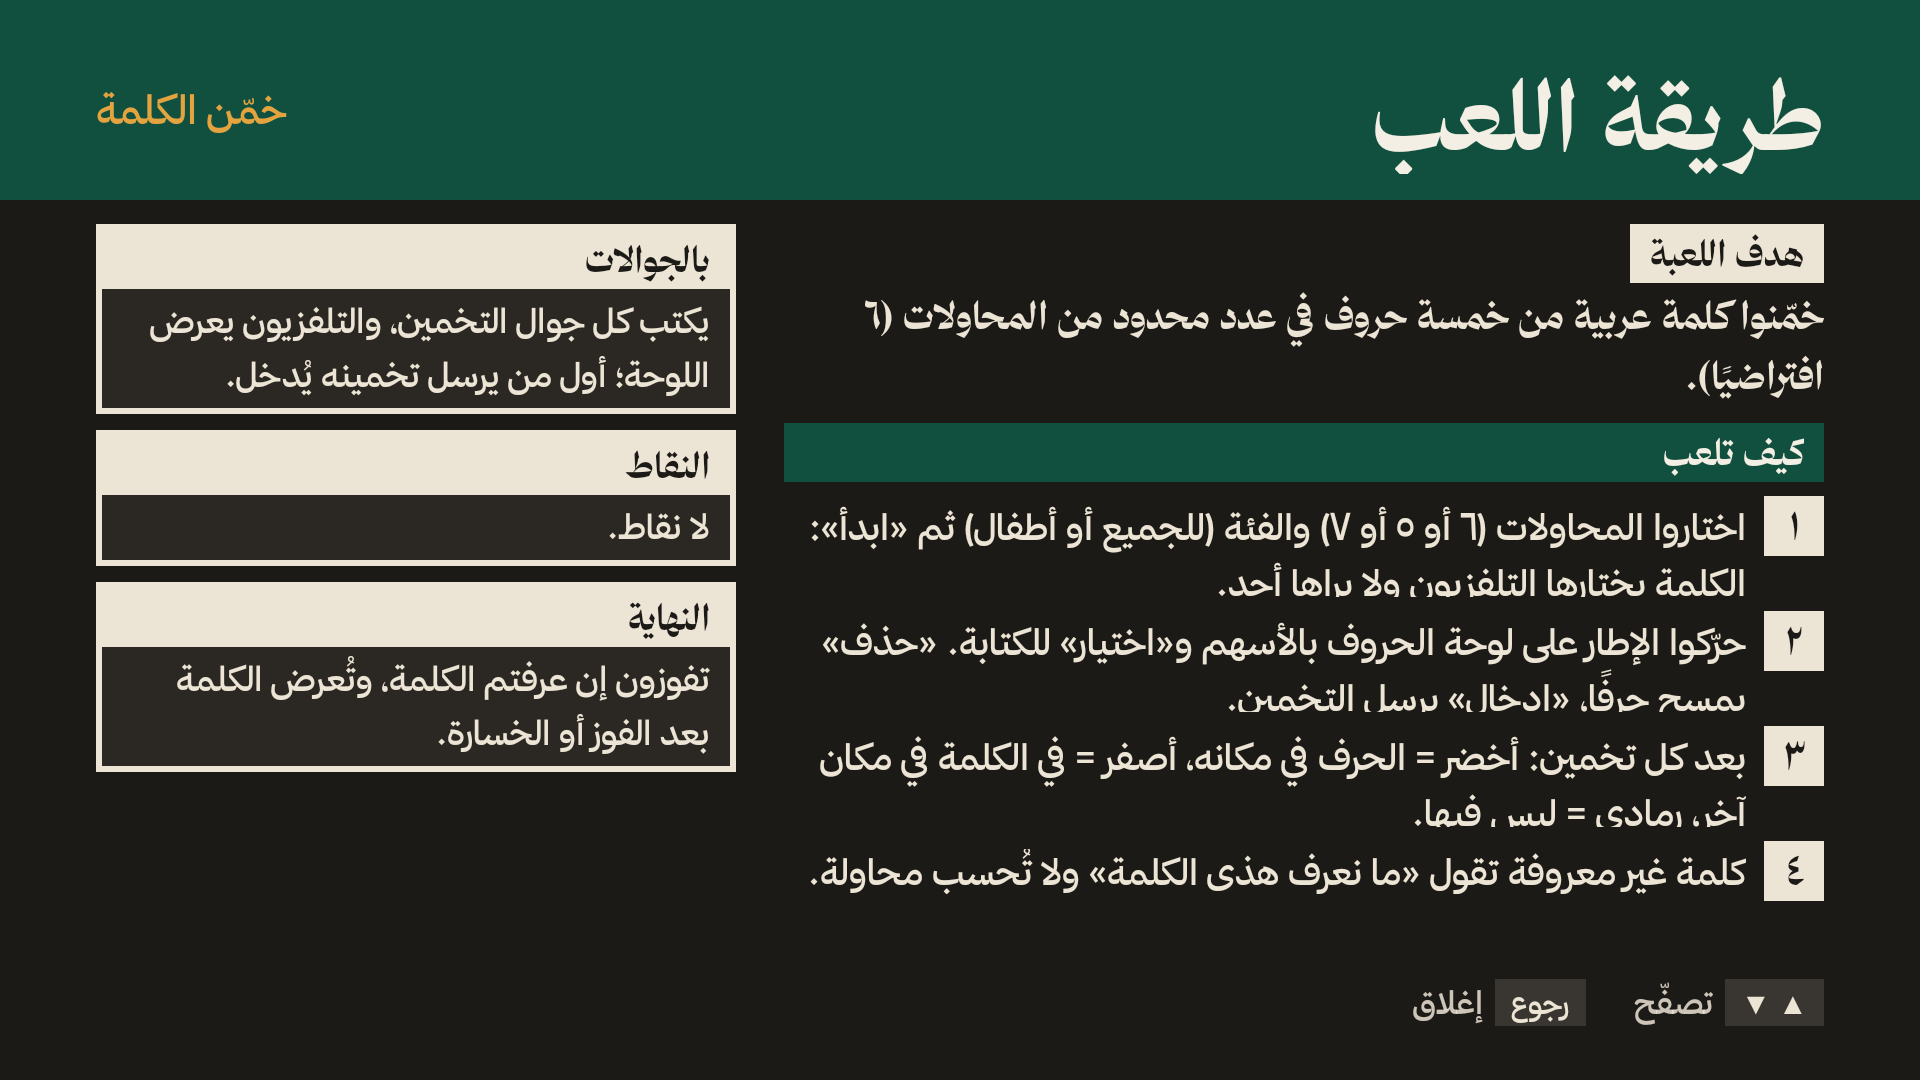 طريقة اللعب
خمّن الكلمة
هدف اللعبة
خمّنوا كلمة عربية من خمسة حروف في عدد محدود من المحاولات (٦
افتراضيًا).
كيف تلعب
١
اختاروا المحاولات (٦ أو ٥ أو ٧) والفئة (للجميع أو أطفال) ثم «ابدأ»:
الكلمة يختارها التلفزيون ولا يراها أحد.
٢
حرّكوا الإطار على لوحة الحروف بالأسهم و«اختيار» للكتابة. «حذف»
يمسح حرفًا، «ادخال» يرسل التخمين.
٣
بعد كل تخمين: أخضر = الحرف في مكانه، أصفر = في الكلمة في مكان
آخر، رمادي = ليس فيها.
٤
كلمة غير معروفة تقول «ما نعرف هذي الكلمة» ولا تُحسب محاولة.
بالجوالات
يكتب كل جوال التخمين، والتلفزيون يعرض
اللوحة؛ أول من يرسل تخمينه يُدخل.
النقاط
لا نقاط.
النهاية
تفوزون إن عرفتم الكلمة، وتُعرض الكلمة
بعد الفوز أو الخسارة.
▲ ▼ تصفّح
رجوع إغلاق